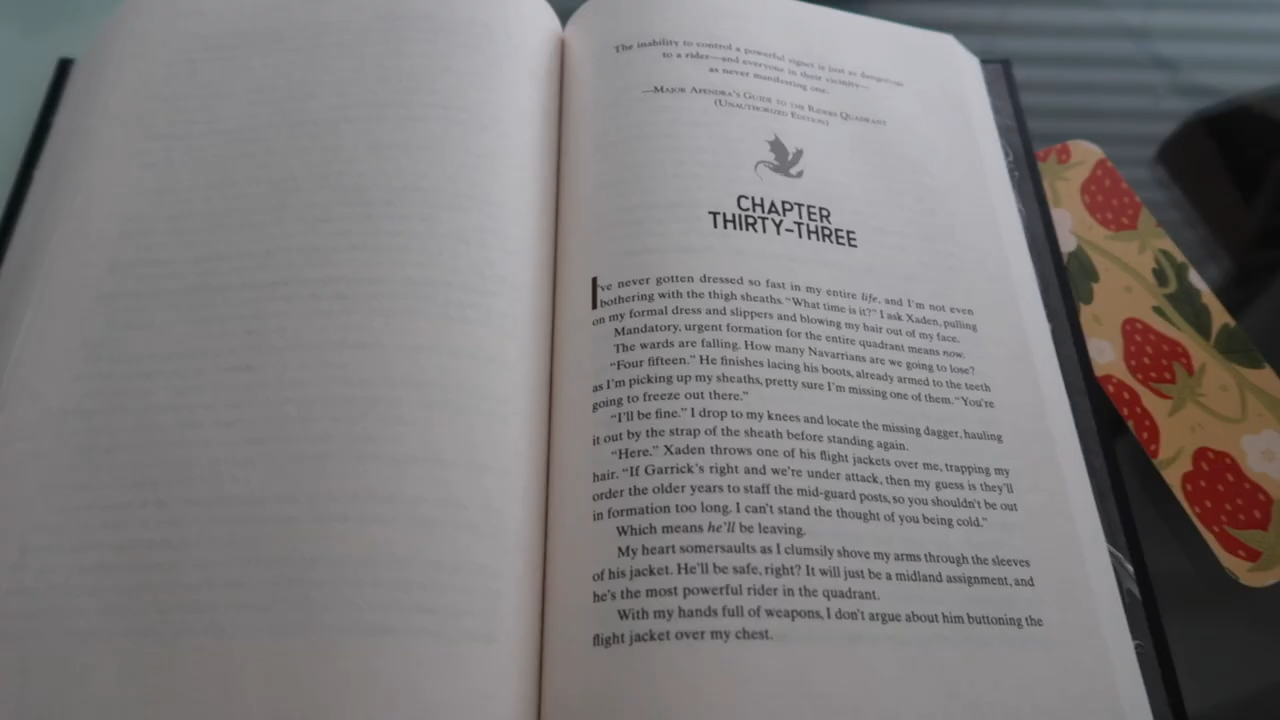 The inability to control a powerful signet is just as dangerous
to a rider—and everyone in their vicinity—
as never manifesting one.
—Major Afendra's Guide to the Riders Quadrant
(Unauthorized Edition)
CHAPTER
THIRTY-THREE
I've never gotten dressed so fast in my entire life, and I'm not even
bothering with the thigh sheaths. “What time is it?” I ask Xaden, pulling
on my formal dress and slippers and blowing my hair out of my face.
Mandatory, urgent formation for the entire quadrant means now.
The wards are falling. How many Navarrians are we going to lose?
“Four fifteen.” He finishes lacing his boots, already armed to the teeth
as I'm picking up my sheaths, pretty sure I'm missing one of them. “You're
going to freeze out there.”
“I'll be fine.” I drop to my knees and locate the missing dagger, hauling
it out by the strap of the sheath before standing again.
“Here.” Xaden throws one of his flight jackets over me, trapping my
hair. “If Garrick's right and we're under attack, then my guess is they'll
order the older years to staff the mid-guard posts, so you shouldn't be out
in formation too long. I can't stand the thought of you being cold.”
Which means he'll be leaving.
My heart somersaults as I clumsily shove my arms through the sleeves
of his jacket. He'll be safe, right? It will just be a midland assignment, and
he's the most powerful rider in the quadrant.
With my hands full of weapons, I don't argue about him buttoning the
flight jacket over my chest.